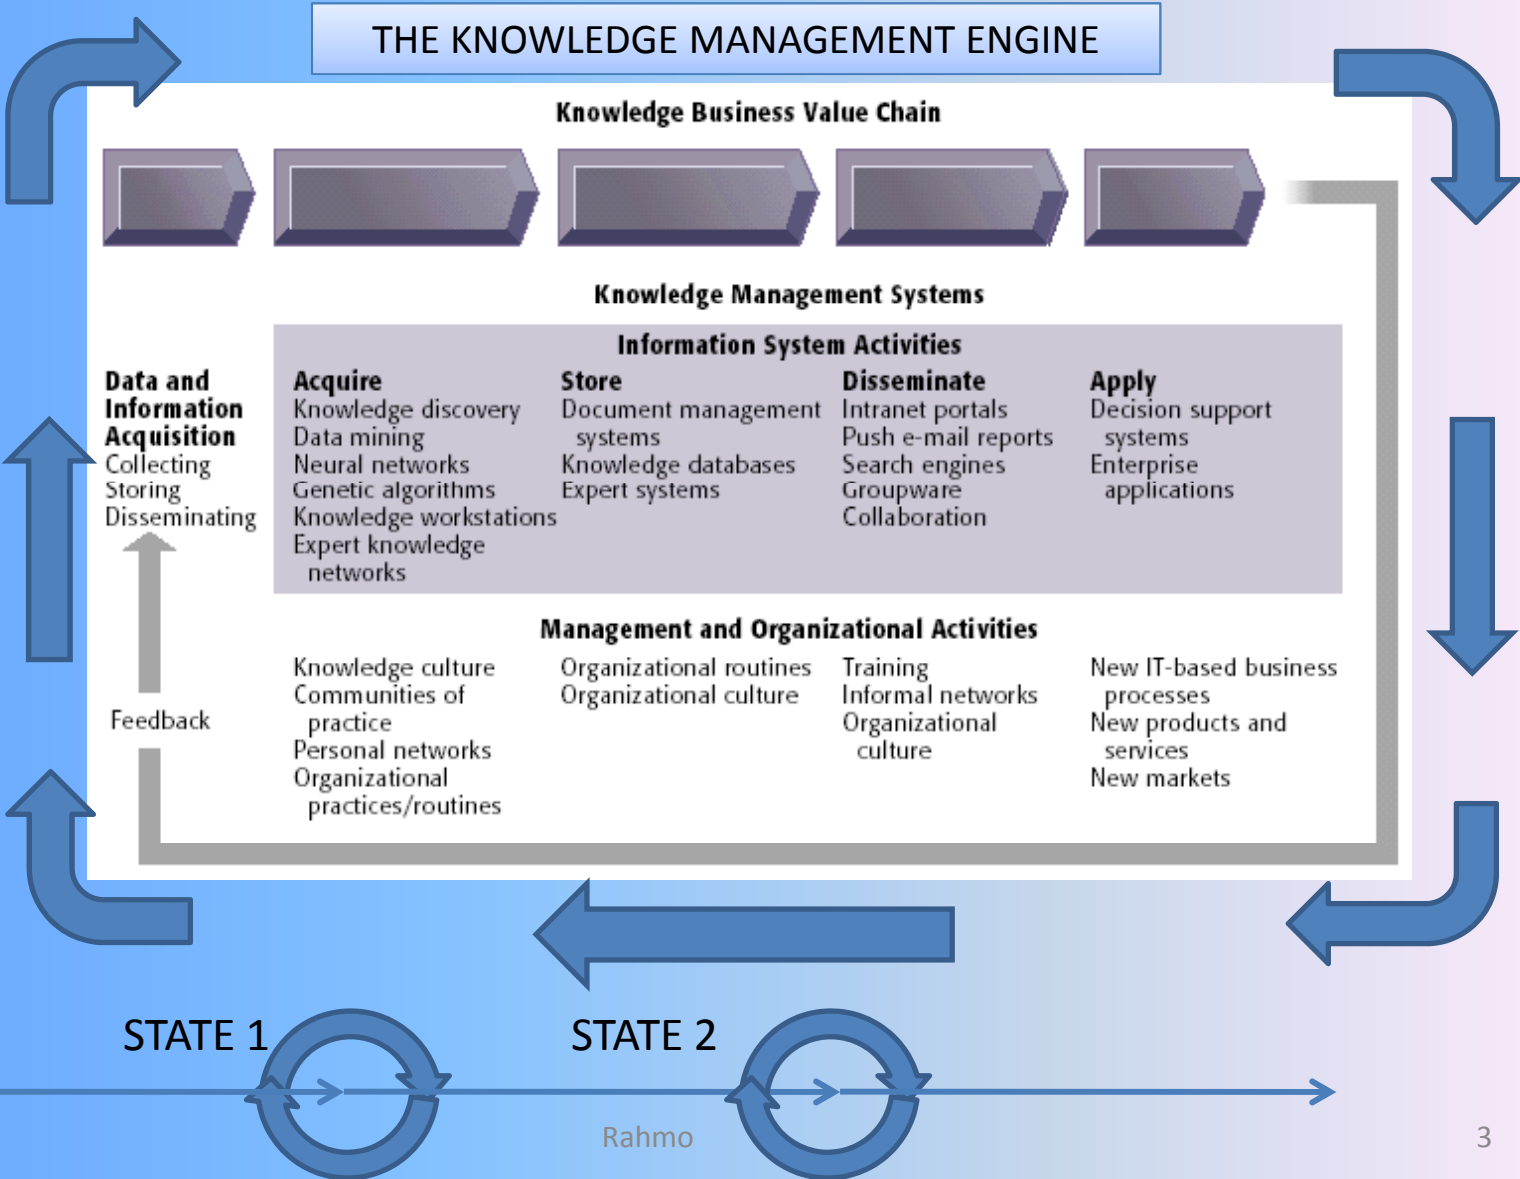 THE KNOWLEDGE MANAGEMENT ENGINE
Knowledge Business Value Chain
Knowledge Management Systems
Information System Activities
Data and
Information
Acquisition
Collecting
Storing
Disseminating
Acquire
Knowledge discovery
Data mining
Neural networks
Genetic algorithms
Knowledge workstations
Expert knowledge
networks
Store
Document management
systems
Knowledge databases
Expert systems
Disseminate
Intranet portals
Push e-mail reports
Search engines
Groupware
Collaboration
Apply
Decision support
systems
Enterprise
applications
Management and Organizational Activities
Feedback
Knowledge culture
Communities of
practice
Personal networks
Organizational
practices/routines
Organizational routines
Organizational culture
Training
Informal networks
Organizational
culture
New IT-based business
processes
New products and
services
New markets
STATE 1
STATE 2
Rahmo
3